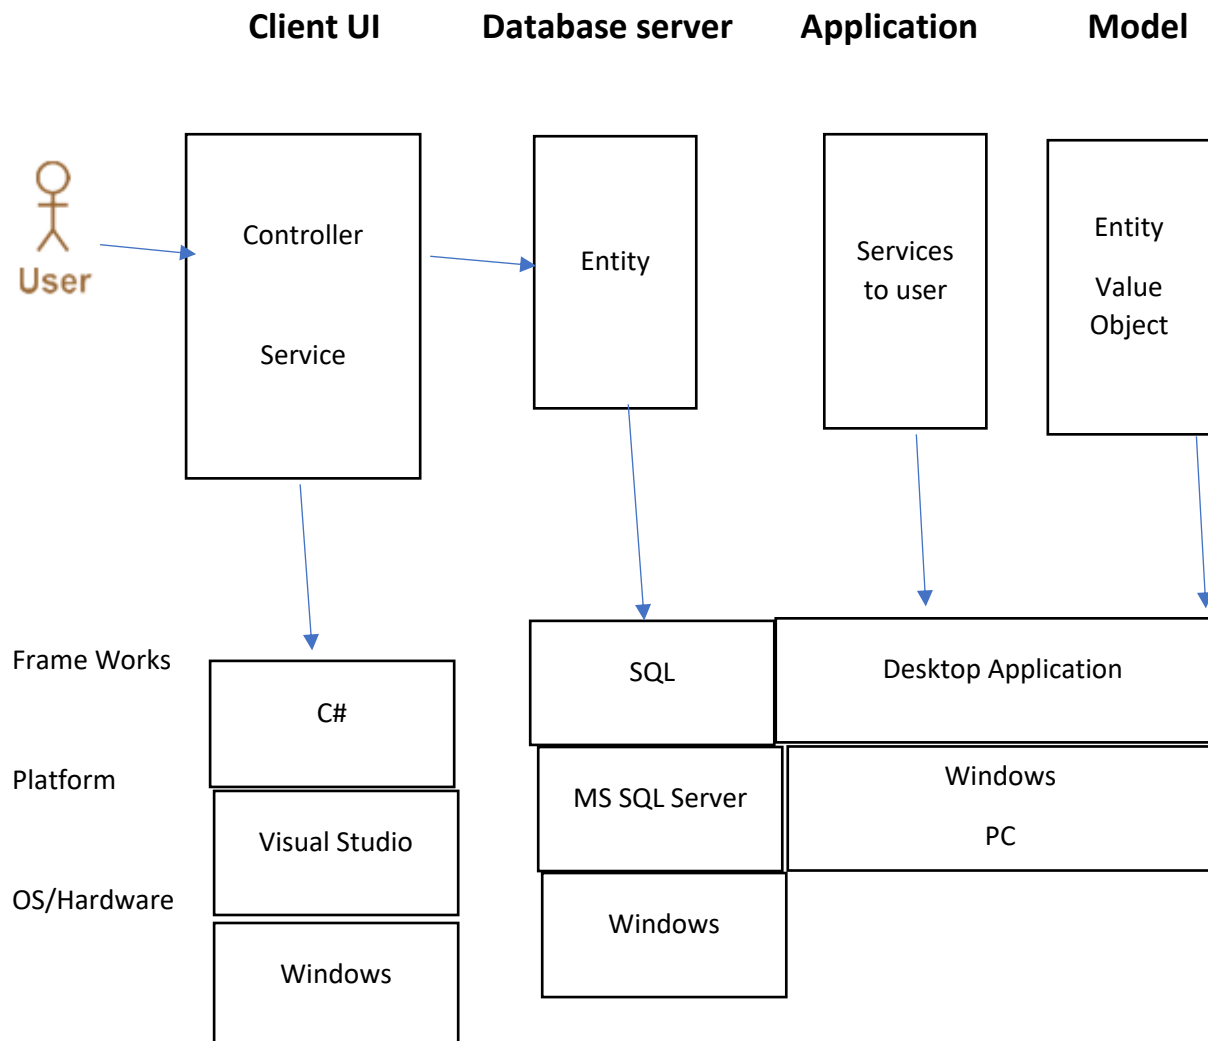 Client UI
Database server
Application
Model
User
Controller
Service
Entity
Services
to user
Entity
Value
Object
Frame Works
C#
SQL
Desktop Application
Platform
Visual Studio
MS SQL Server
Windows
PC
OS/Hardware
Windows
Windows